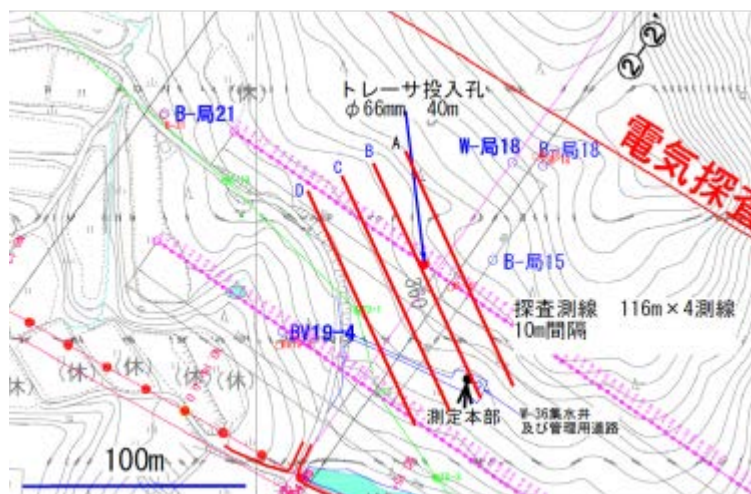 トレーサ投入孔
φ66mm 40m
B-局21
(休)
A
B
C
D
W-局18
B-局18
電気探査
B-局15
260
探査測線 116m×4測線
10m間隔
BV19-4
(休)
(休)
(休)
(休)
(休)
測定本部
W-36集水井
及び管理用道路
100m